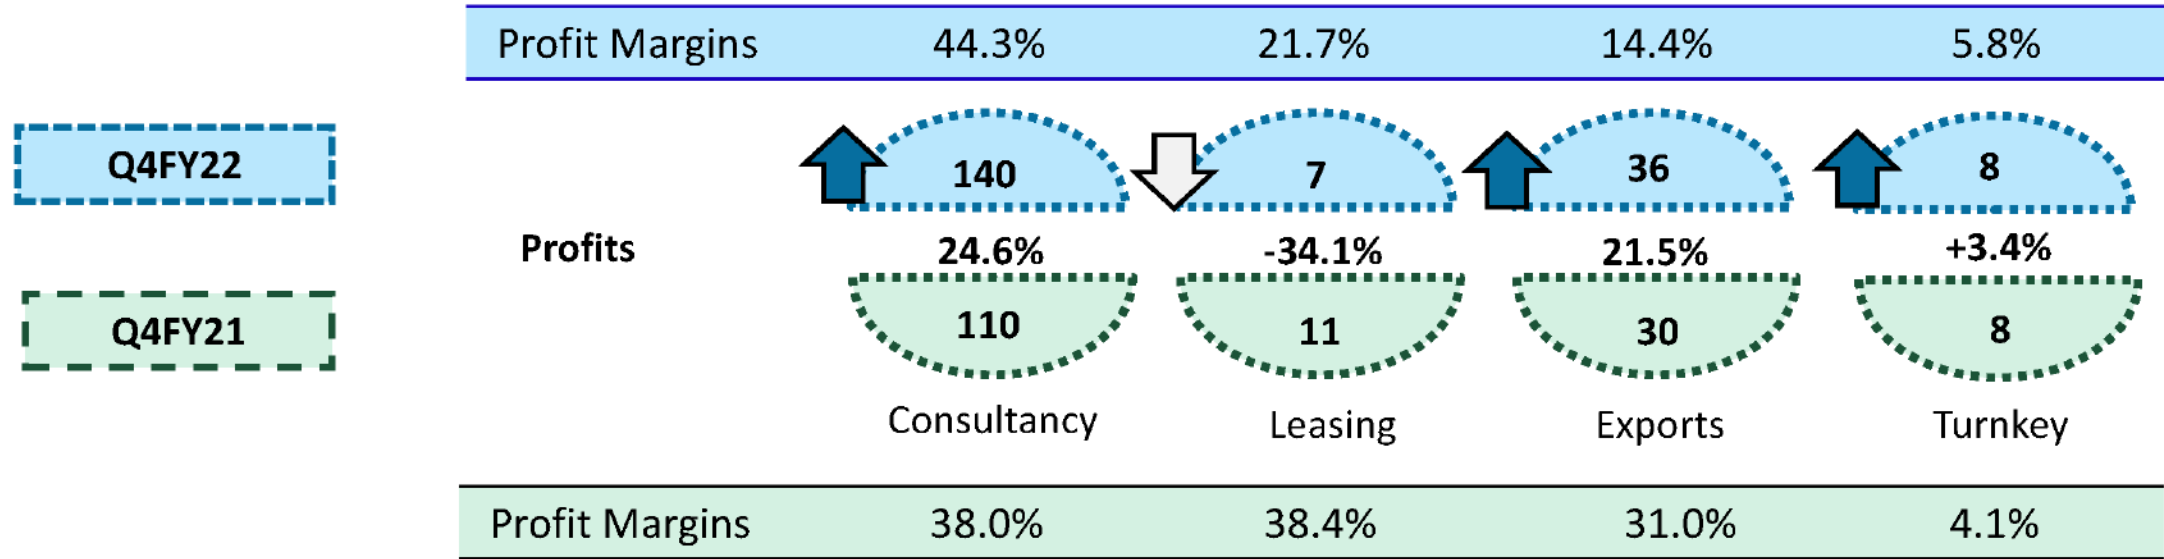 Profit Margins 44.3% 21.7% 14.4% 5.8%
Q4FY22
140 7 36 8
Profits 24.6% -34.1% 21.5% +3.4%
Q4FY21
110 11 30 8
Consultancy Leasing Exports Turnkey
Profit Margins 38.0% 38.4% 31.0% 4.1%